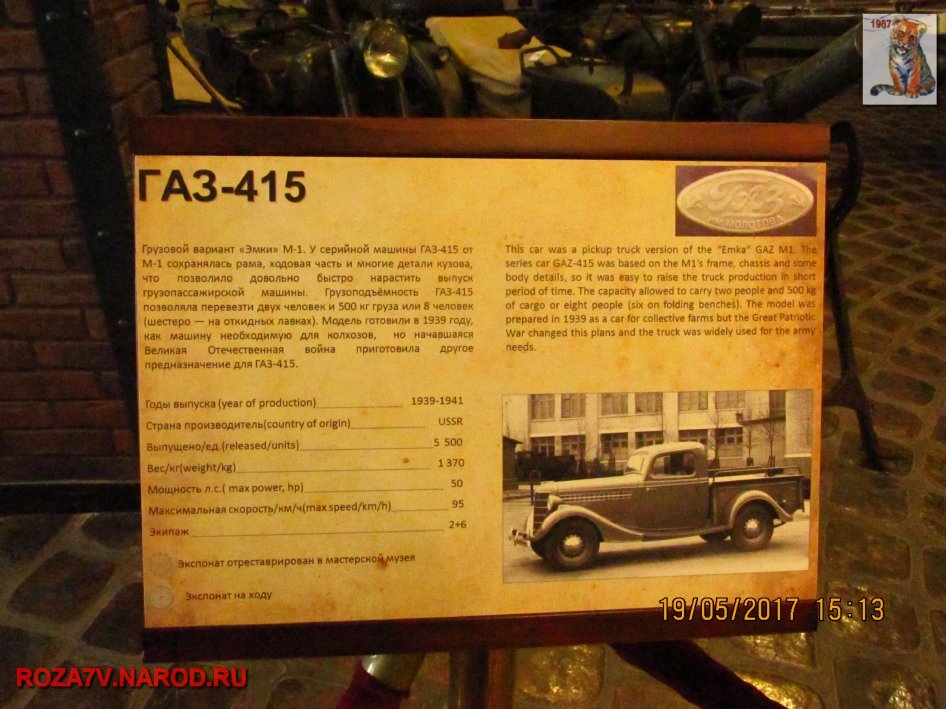 1987
ГАЗ-415
ГАЗ
ИМ.МОЛОТОВА
Грузовой вариант «Эмки» М-1. У серийной машины ГАЗ-415 от
М-1 сохранялась рама, ходовая часть и многие детали кузова,
что позволило довольно быстро нарастить выпуск
грузопассажирской машины. Грузоподъёмность ГАЗ-415
позволяла перевезти двух человек и 500 кг груза или 8 человек
(шестеро — на откидных лавках). Модель готовили в 1939 году,
как машину необходимую для колхозов, но начавшаяся
Великая Отечественная война приготовила другое
предназначение для ГАЗ-415.
This car was a pickup truck version of the "Emka" GAZ M1. The
series car GAZ-415 was based on the M1's frame, chassis and some
body details, so it was easy to raise the truck production in short
period of time. The capacity allowed to carry two people and 500 kg
of cargo or eight people (six on folding benches). The model was
prepared in 1939 as a car for collective farms but the Great Patriotic
War changed this plans and the truck was widely used for the army
needs.
Годы выпуска (year of production) 1939-1941
Страна производитель(country of origin) USSR
Выпущено/ед.(released/units) 5 500
Вес/кг(weight/kg) 1 370
Мощность л.с.( max power, hp) 50
Максимальная скорость/км/ч(max speed/km/h) 95
Экипаж 2+6
Экспонат отреставрирован в мастерской музея
Экспонат на ходу
19/05/2017 15:13
ROZA7V.NAROD.RU